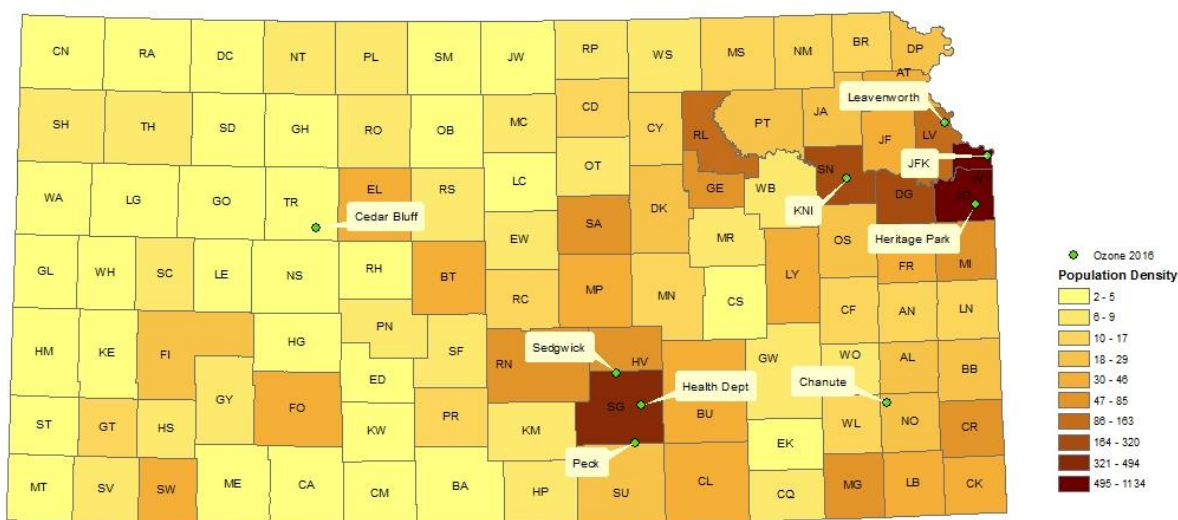 CN RA DC NT PL SM JW RP WS MS NM BR DP
AT
Leavenworth
SH TH SD GH RO OB MC CD CY RL PT JA JF LV
JFK
OT
WA LG GO TR EL RS LC GE WB SN DG JO
KNI
Cedar Bluff
SA DK
Heritage Park
EW MR OS
GL WH SC LE NS RH BT LY FR MI
RC MP MN CS CF AN LN
HM KE FI HG PN SF
Sedgwick
RN HV GW WO AL BB
ED
Health Dept
Chanute
GY FO SG BU
ST GT HS KW PR KM WL NO CR
EK
Peck
MT SV SW ME CA CM BA HP SU CL CQ MG LB CK
Ozone 2016
Population Density
2 - 5
6 - 9
10 - 17
18 - 29
30 - 46
47 - 85
86 - 163
164 - 320
321 - 494
495 - 1134